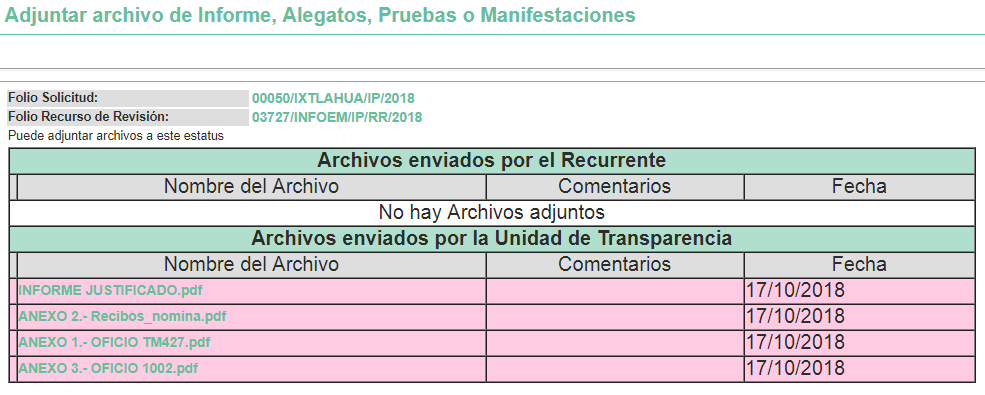 Adjuntar archivo de Informe, Alegatos, Pruebas o Manifestaciones
Folio Solicitud: 00050/IXTLAHUA/IP/2018
Folio Recurso de Revisión: 03727/INFOEM/IP/RR/2018
Puede adjuntar archivos a este estatus
Archivos enviados por el Recurrente
Nombre del Archivo Comentarios Fecha
No hay Archivos adjuntos
Archivos enviados por la Unidad de Transparencia
Nombre del Archivo Comentarios Fecha
INFORME JUSTIFICADO.pdf 17/10/2018
ANEXO 2.- Recibos_nomina.pdf 17/10/2018
ANEXO 1.- OFICIO TM427.pdf 17/10/2018
ANEXO 3.- OFICIO 1002.pdf 17/10/2018